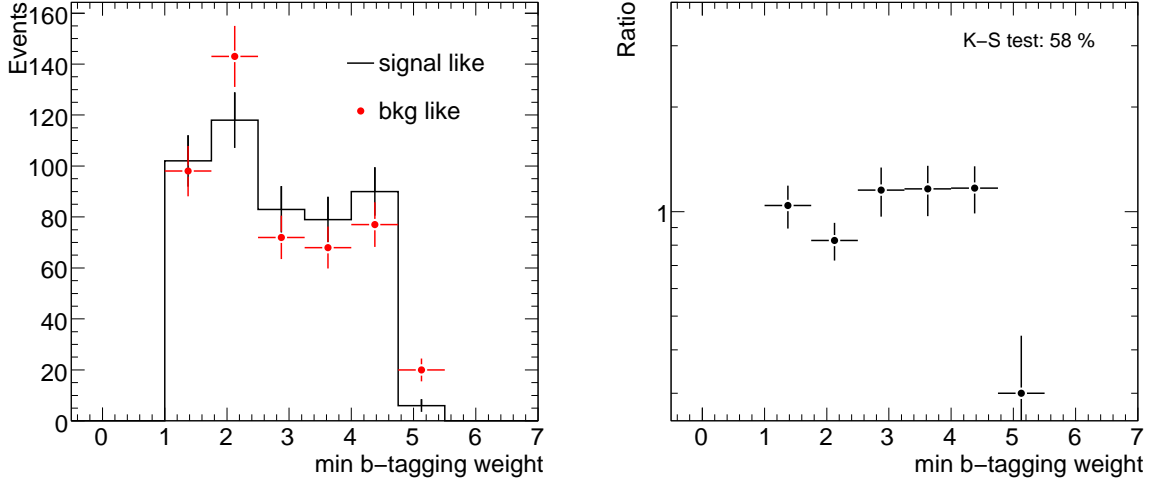 Events
160
140
120
100
80
60
40
20
0
signal like
bkg like
0 1 2 3 4 5 6 7
min b−tagging weight
Ratio
K−S test: 58 %
1
0 1 2 3 4 5 6 7
min b−tagging weight